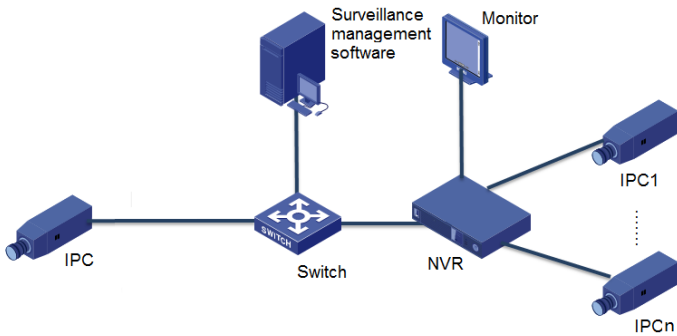 Surveillance
management
software
Monitor
IPC1
IPC
SWITCH
Switch
NVR
IPCn